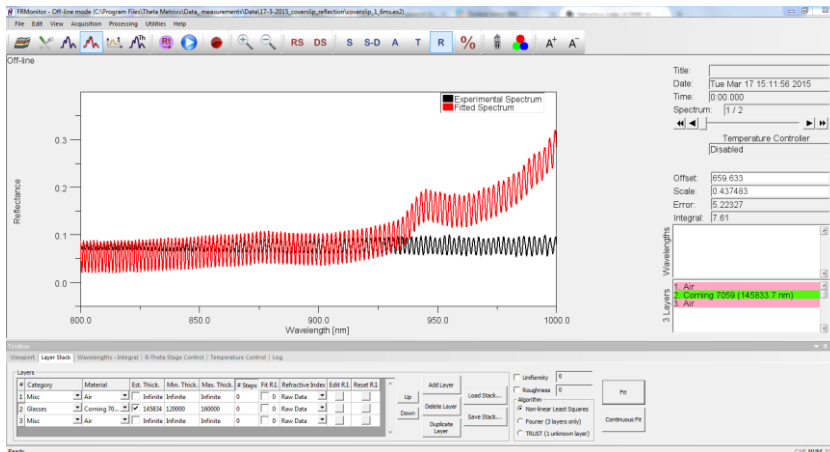 FRMonitor - Off-line mode (C:\Program Files\Theta Metrisis\Data_measurements\Data\17-3-2015_coverslip_reflection\coverslip_1_6ms.ex2)
File Edit View Acquisition Processing Utilities Help
Th Rt RS DS S S-D A T R % A+ A-
Off-line
Experimental Spectrum
Fitted Spectrum
0.3
0.2
0.1
0.0
Reflectance
800.0 850.0 900.0 950.0 1000.0
Wavelength [nm]
Title:
Date: Tue Mar 17 15:11:56 2015
Time: 0:00.000
Spectrum: 1 / 2
Temperature Controller
Disabled
Offset: 659.633
Scale: 0.437483
Error: 5.22327
Integral: 7.61
Wavelengths
3 Layers
1. Air
2. Corning 7059 (145833.7 nm)
3. Air
Toolbox
Viewport Layer Stack Wavelengths - Integral R-Theta Stage Control Temperature Control Log
Layers
# Category Material Est. Thick. Min. Thick. Max. Thick. # Steps Fit R.I. Refractive Index Edit R.I. Reset R.I.
1 Misc Air Infinite Infinite Infinite 0 0 Raw Data
2 Glasses Corning 70... 145834 120000 160000 0 0 Raw Data
3 Misc Air Infinite Infinite Infinite 0 0 Raw Data
Up
Down
Add Layer
Delete Layer
Duplicate Layer
Load Stack...
Save Stack...
Uniformity 0
Roughness 0
Algorithm
Non-linear Least Squares
Fourier (3 layers only)
TRUST (1 unknown layer)
Fit
Continuous Fit
Ready